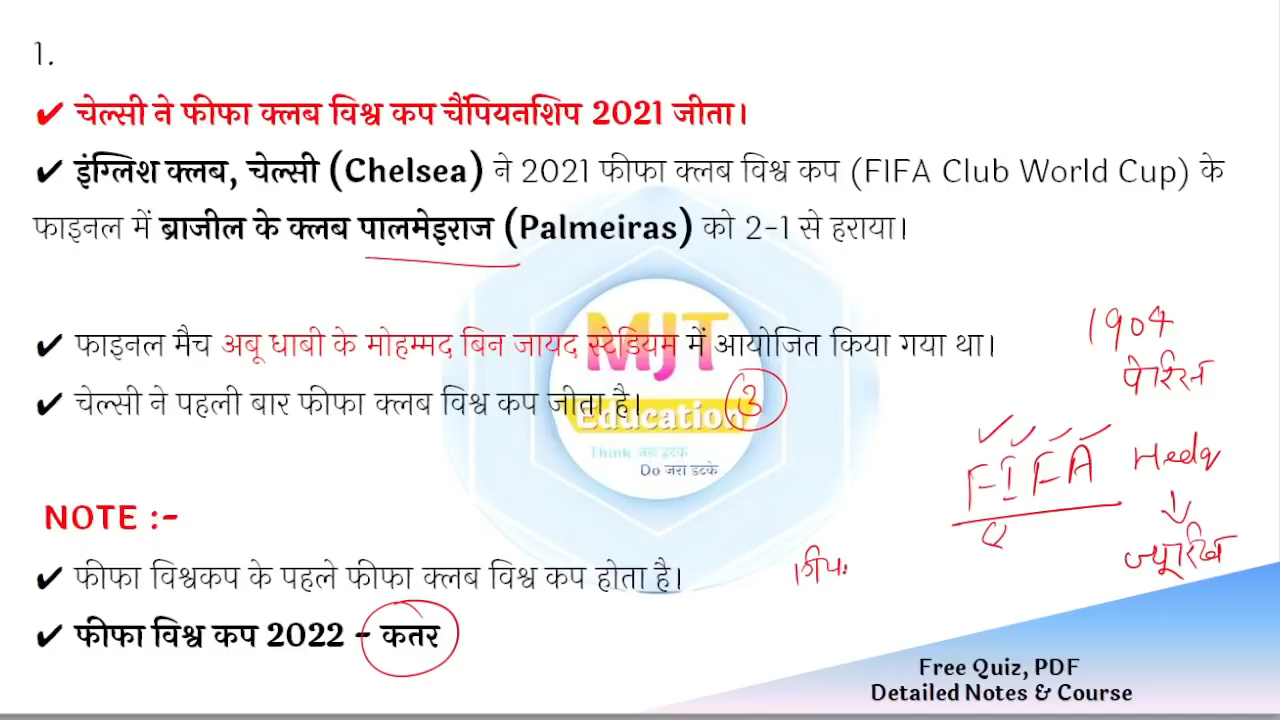 1.
✔ चेल्सी ने फीफा क्लब विश्व कप चैंपियनशिप 2021 जीता।
✔ इंग्लिश क्लब, चेल्सी (Chelsea) ने 2021 फीफा क्लब विश्व कप (FIFA Club World Cup) के
फाइनल में ब्राजील के क्लब पालमेइराज (Palmeiras) को 2-1 से हराया।
✔ फाइनल मैच अबू धाबी के मोहम्मद बिन जायद स्टेडियम में आयोजित किया गया था।
✔ चेल्सी ने पहली बार फीफा क्लब विश्व कप जीता है।
MJT
Education
Think जरा हटके
Do जरा डटके
1904
पेरिस
FIFA
Hedq
ज्यूरिख
NOTE :-
✔ फीफा विश्वकप के पहले फीफा क्लब विश्व कप होता है।
✔ फीफा विश्व कप 2022 - कतर
Free Quiz, PDF
Detailed Notes & Course